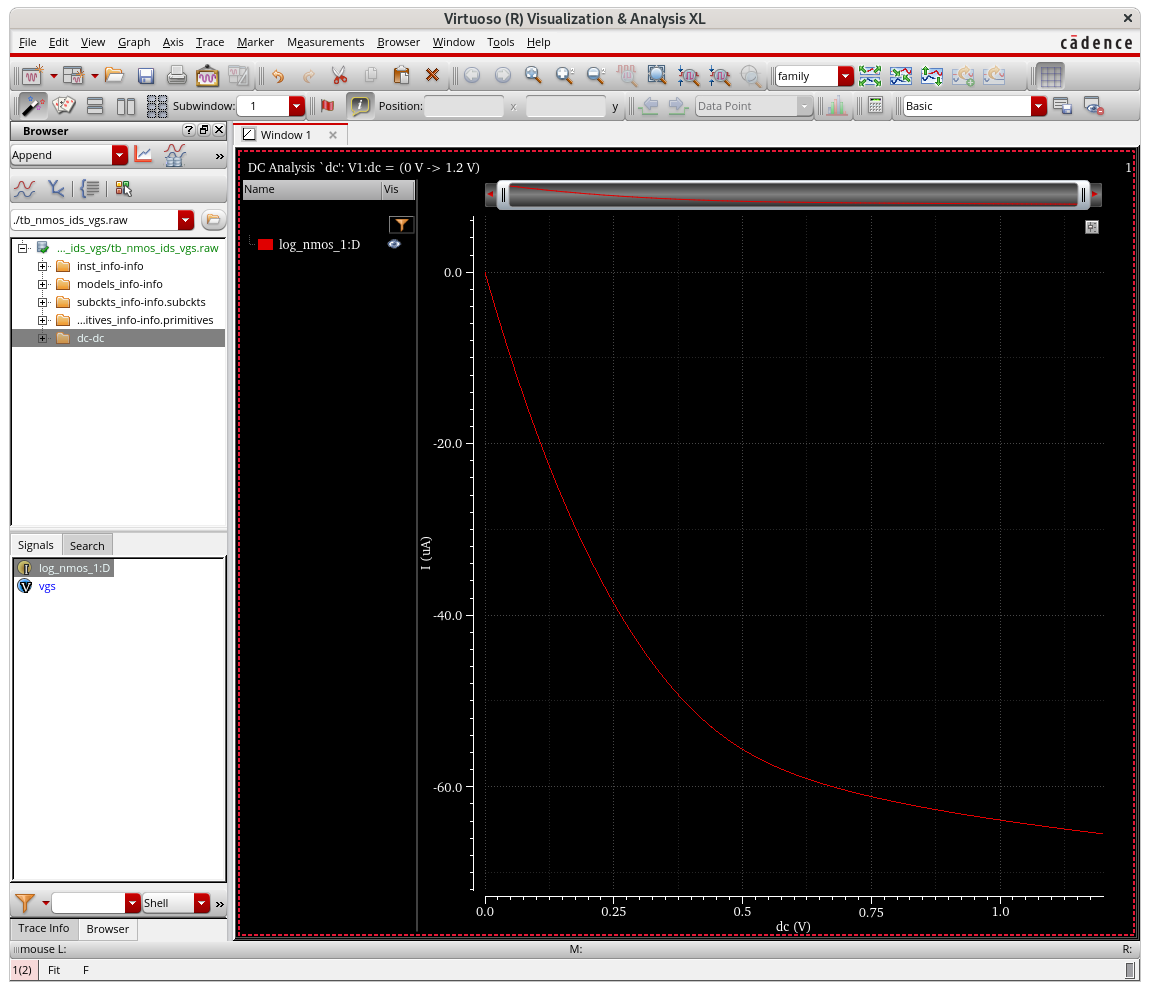 Virtuoso (R) Visualization & Analysis XL
File Edit View Graph Axis Trace Marker Measurements Browser Window Tools Help
cādence
family
Subwindow: 1 Position: x y Data Point Basic
Browser
Window 1
Append
»
./tb_nmos_ids_vgs.raw
..._ids_vgs/tb_nmos_ids_vgs.raw
inst_info-info
models_info-info
subckts_info-info.subckts
...itives_info-info.primitives
dc-dc
Signals Search
log_nmos_1:D
vgs
Shell »
Trace Info Browser
DC Analysis `dc': V1:dc = (0 V -> 1.2 V)
1
Name Vis
log_nmos_1:D
0.0
-20.0
-40.0
-60.0
I (uA)
0.0 0.25 0.5 0.75 1.0
dc (V)
mouse L: M: R:
1(2) Fit F